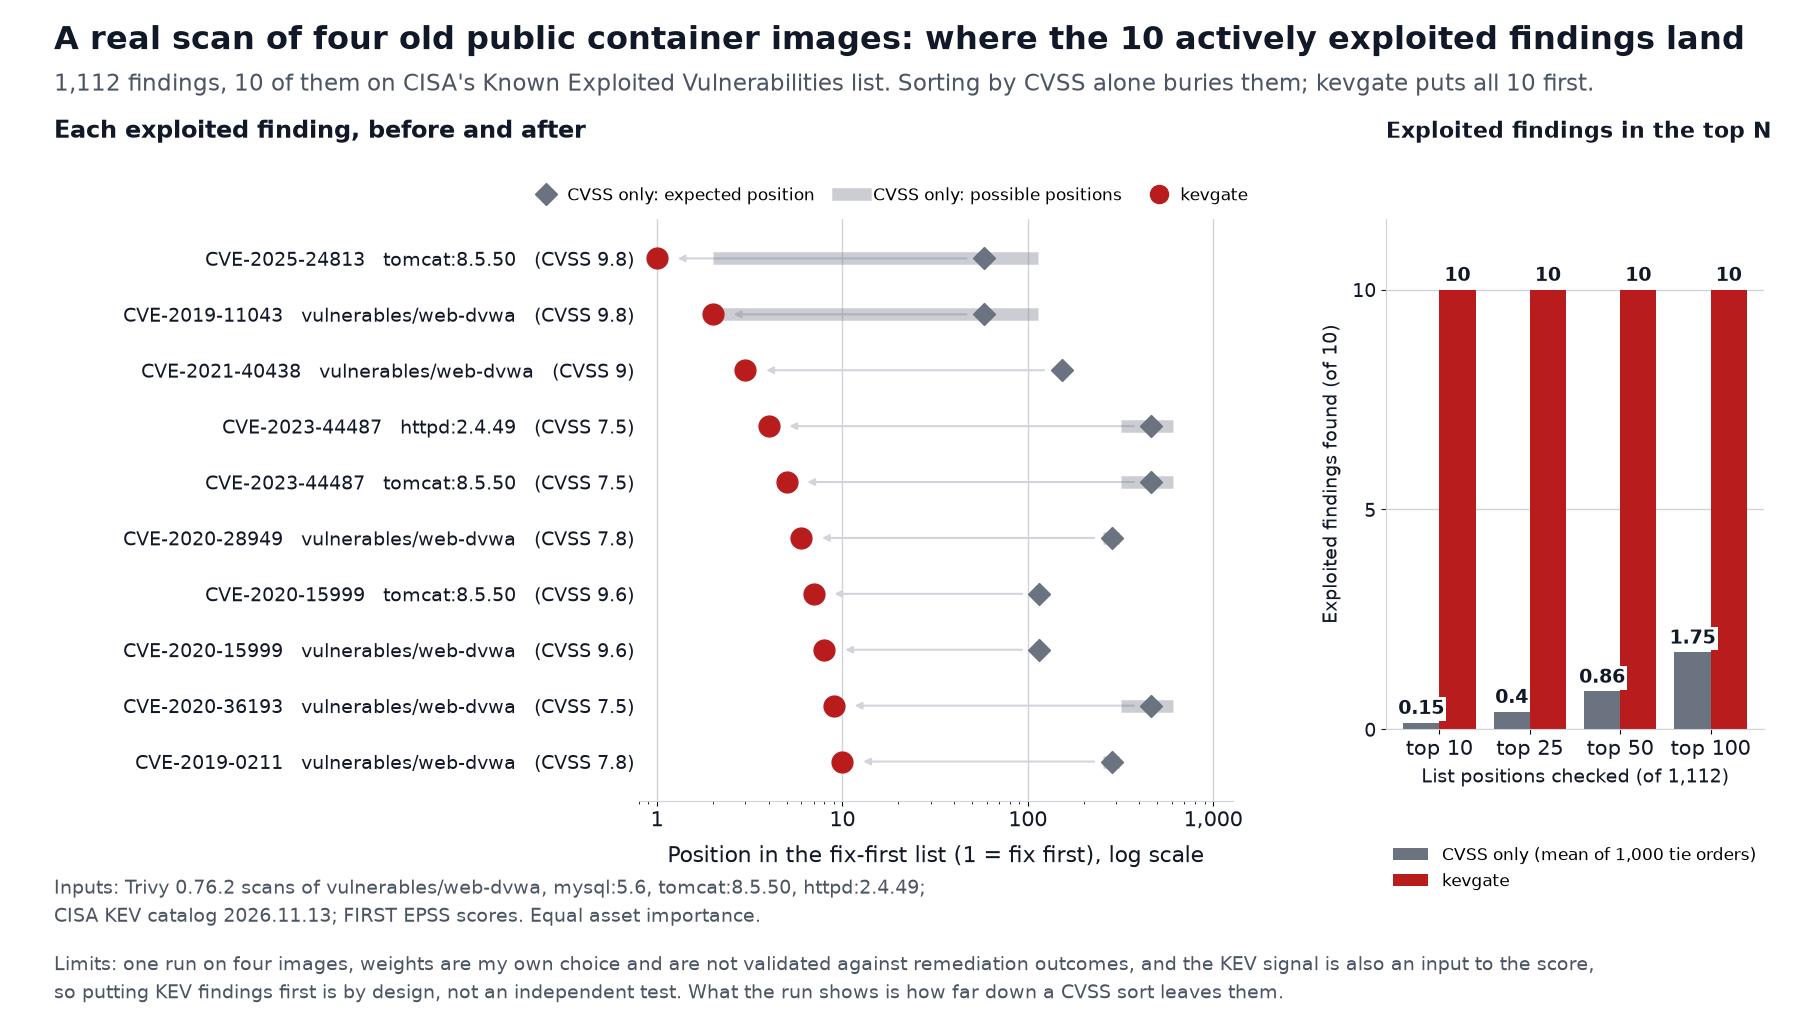 A real scan of four old public container images: where the 10 actively exploited findings land
1,112 findings, 10 of them on CISA's Known Exploited Vulnerabilities list. Sorting by CVSS alone buries them; kevgate puts all 10 first.
Each exploited finding, before and after
CVSS only: expected position
CVSS only: possible positions
kevgate
CVE-2025-24813 tomcat:8.5.50 (CVSS 9.8)
CVE-2019-11043 vulnerables/web-dvwa (CVSS 9.8)
CVE-2021-40438 vulnerables/web-dvwa (CVSS 9)
CVE-2023-44487 httpd:2.4.49 (CVSS 7.5)
CVE-2023-44487 tomcat:8.5.50 (CVSS 7.5)
CVE-2020-28949 vulnerables/web-dvwa (CVSS 7.8)
CVE-2020-15999 tomcat:8.5.50 (CVSS 9.6)
CVE-2020-15999 vulnerables/web-dvwa (CVSS 9.6)
CVE-2020-36193 vulnerables/web-dvwa (CVSS 7.5)
CVE-2019-0211 vulnerables/web-dvwa (CVSS 7.8)
1 10 100 1,000
Position in the fix-first list (1 = fix first), log scale
Exploited findings in the top N
Exploited findings found (of 10)
10
5
0
10 10 10 10
0.15 0.4 0.86 1.75
top 10 top 25 top 50 top 100
List positions checked (of 1,112)
CVSS only (mean of 1,000 tie orders)
kevgate
Inputs: Trivy 0.76.2 scans of vulnerables/web-dvwa, mysql:5.6, tomcat:8.5.50, httpd:2.4.49;
CISA KEV catalog 2026.11.13; FIRST EPSS scores. Equal asset importance.
Limits: one run on four images, weights are my own choice and are not validated against remediation outcomes, and the KEV signal is also an input to the score,
so putting KEV findings first is by design, not an independent test. What the run shows is how far down a CVSS sort leaves them.